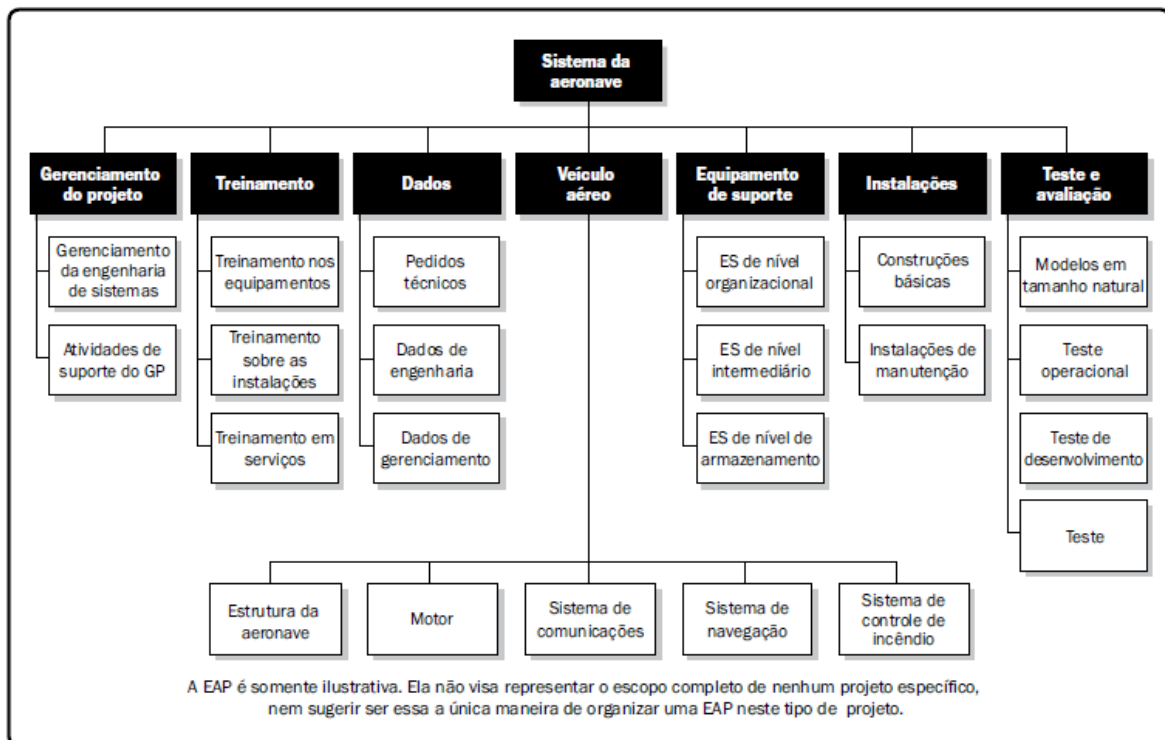 Sistema da
aeronave
Gerenciamento
do projeto
Treinamento
Dados
Veículo
aéreo
Equipamento
de suporte
Instalações
Teste e
avaliação
Gerenciamento
da engenharia
de sistemas
Atividades de
suporte do GP
Treinamento nos
equipamentos
Treinamento
sobre as
instalações
Treinamento em
serviços
Pedidos
técnicos
Dados de
engenharia
Dados de
gerenciamento
ES de nível
organizacional
ES de nível
intermediário
ES de nível de
armazenamento
Construções
básicas
Instalações de
manutenção
Modelos em
tamanho natural
Teste
operacional
Teste de
desenvolvimento
Teste
Estrutura da
aeronave
Motor
Sistema de
comunicações
Sistema de
navegação
Sistema de
controle de
incêndio
A EAP é somente ilustrativa. Ela não visa representar o escopo completo de nenhum projeto específico,
nem sugerir ser essa a única maneira de organizar uma EAP neste tipo de projeto.